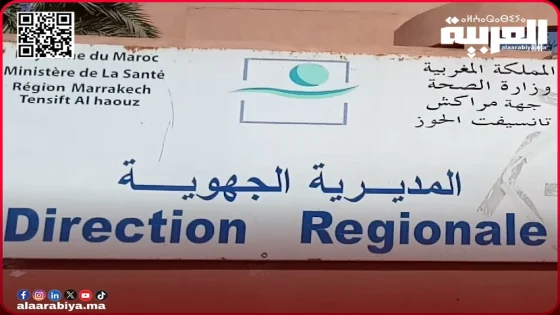 العربية
alaarabiya.ma
du Maroc
Ministère de La Santé
Région Marrakech
Tensift Al haouz
المملكة المغربية
وزارة الصحة
جهة مراكش
تانسيفت الحوز
المديرية الجهوية
Direction Regionale
alaarabiya.ma